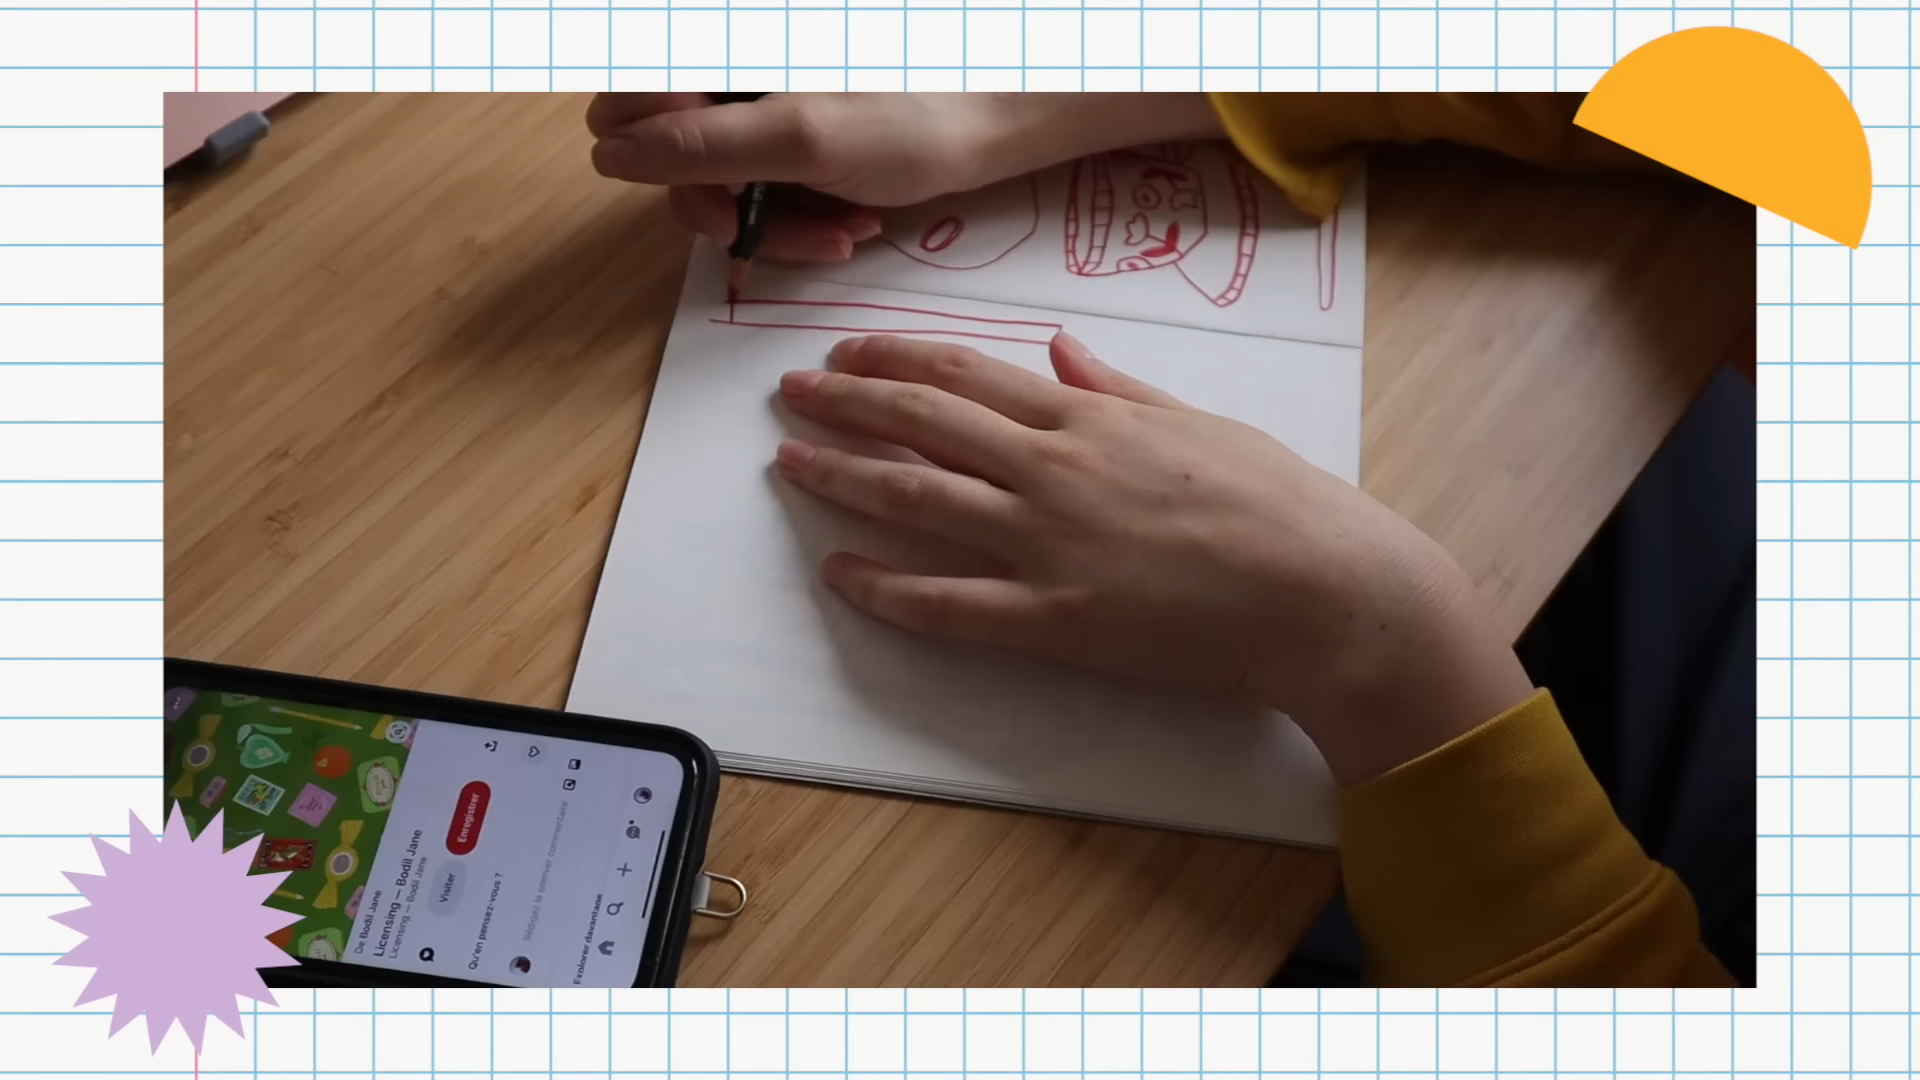 De Bodil Jane
Licensing — Bodil Jane
Licensing — Bodil Jane
Visiter
Enregistrer
Qu'en pensez-vous ?
Rédigez le premier commentaire
Explorer davantage